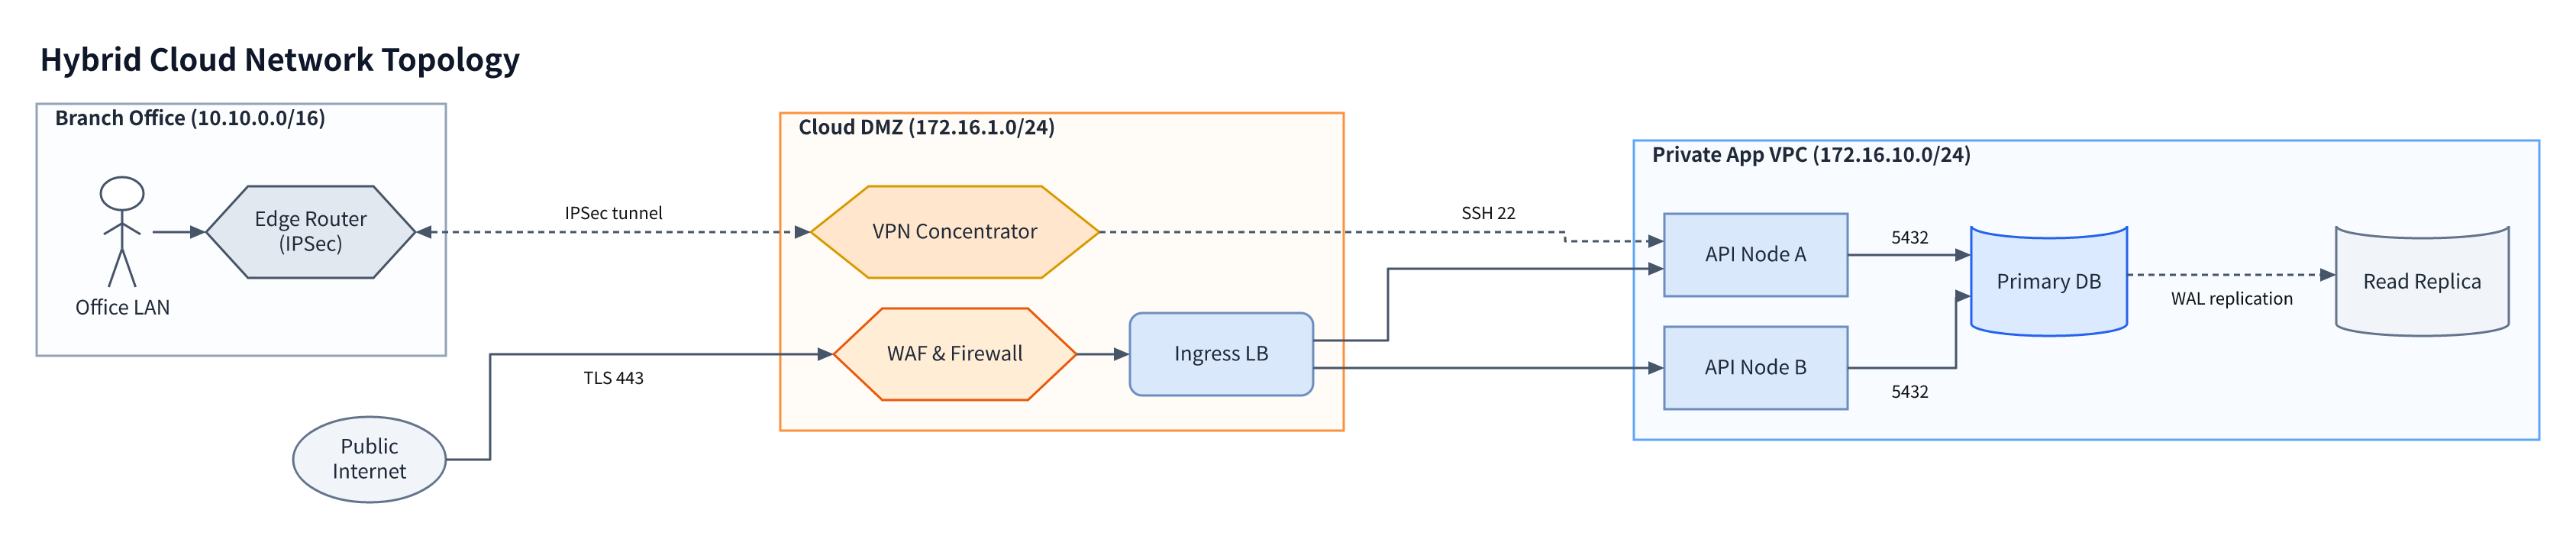 Hybrid Cloud Network Topology
Branch Office (10.10.0.0/16)
Office LAN
Edge Router
(IPSec)
IPSec tunnel
Public
Internet
TLS 443
Cloud DMZ (172.16.1.0/24)
VPN Concentrator
WAF & Firewall
Ingress LB
SSH 22
Private App VPC (172.16.10.0/24)
API Node A
API Node B
5432
5432
Primary DB
WAL replication
Read Replica